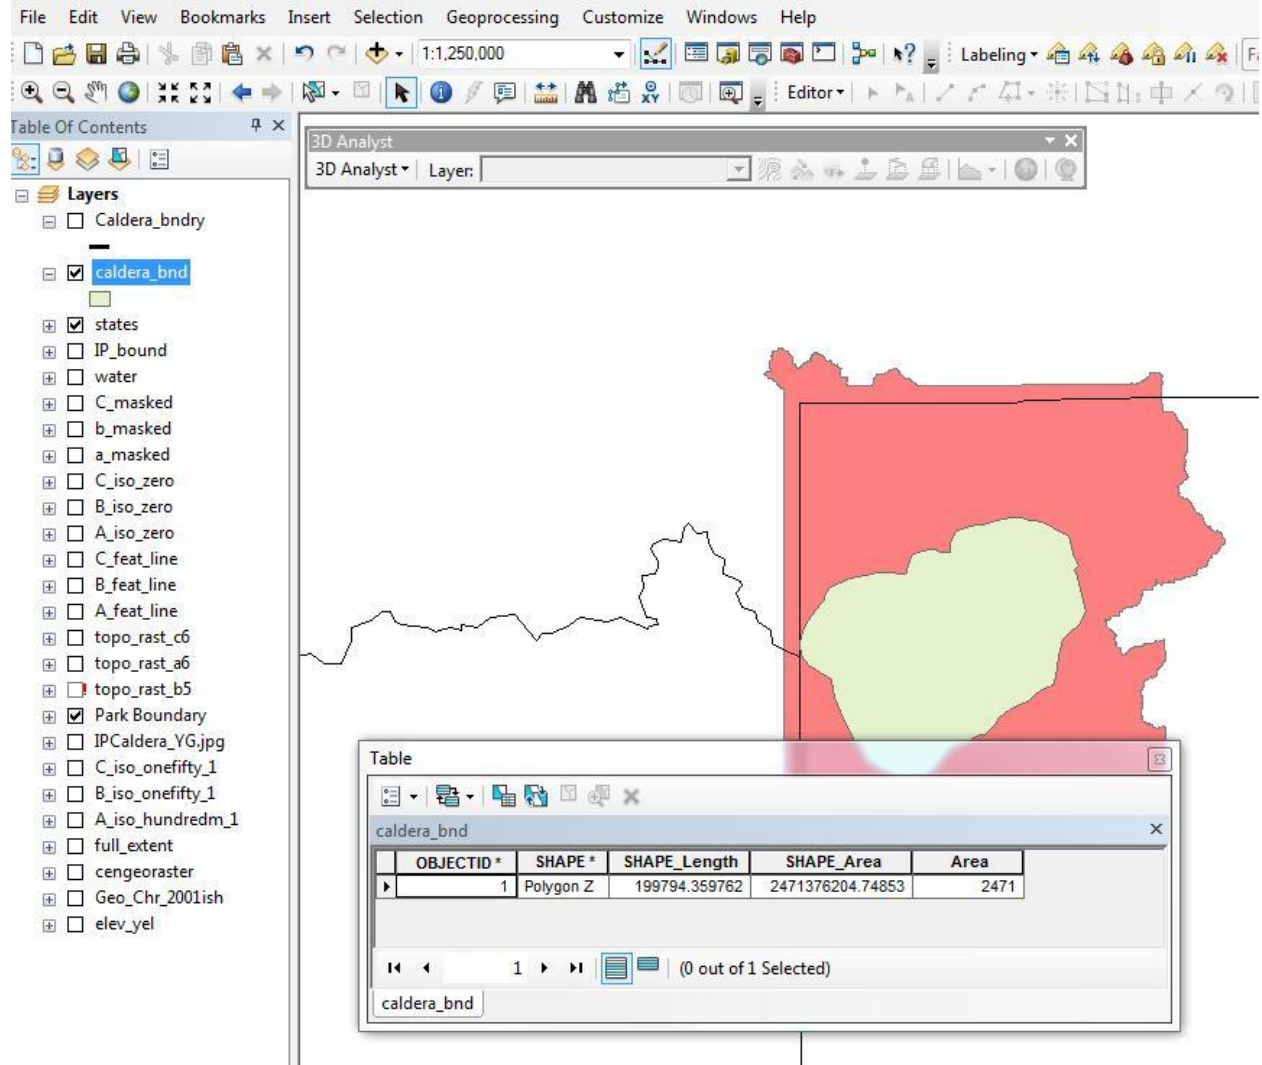 File Edit View Bookmarks Insert Selection Geoprocessing Customize Windows Help
1:1,250,000 Labeling
Editor
Table Of Contents
3D Analyst
3D Analyst Layer:
Layers
Caldera_bndry
caldera_bnd
states
IP_bound
water
C_masked
b_masked
a_masked
C_iso_zero
B_iso_zero
A_iso_zero
C_feat_line
B_feat_line
A_feat_line
topo_rast_c6
topo_rast_a6
topo_rast_b5
Park Boundary
IPCaldera_YG.jpg
C_iso_onefifty_1
B_iso_onefifty_1
A_iso_hundredm_1
full_extent
cengeoraster
Geo_Chr_2001ish
elev_yel
Table
caldera_bnd
OBJECTID * SHAPE * SHAPE_Length SHAPE_Area Area
1 Polygon Z 199794.359762 2471376204.74853 2471
1 (0 out of 1 Selected)
caldera_bnd